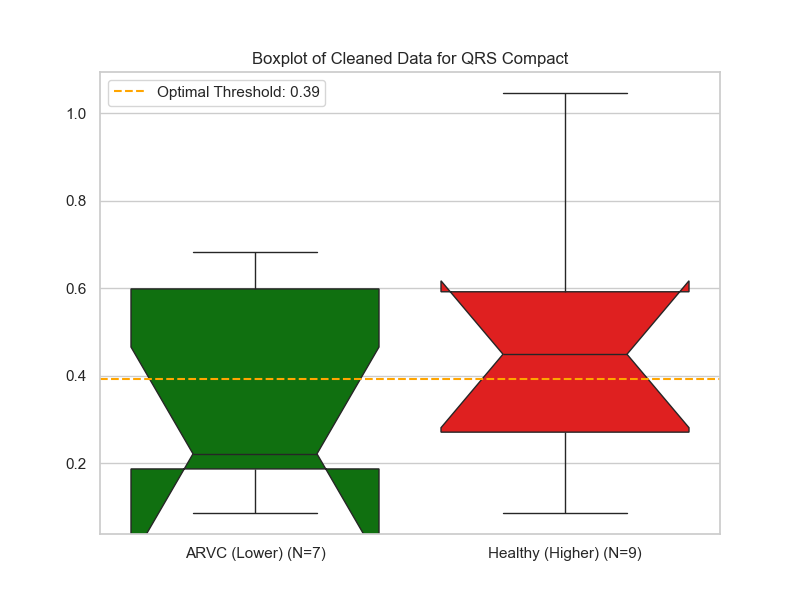 Boxplot of Cleaned Data for QRS Compact
Optimal Threshold: 0.39
1.0
0.8
0.6
0.4
0.2
ARVC (Lower) (N=7)
Healthy (Higher) (N=9)